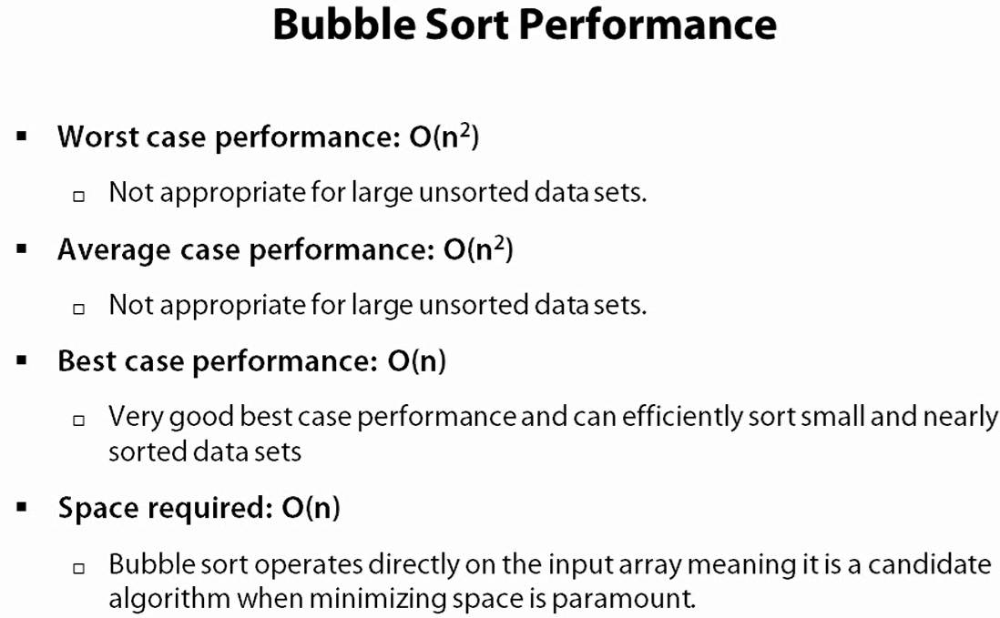 Bubble Sort Performance
▪ Worst case performance: O(n²)
▫ Not appropriate for large unsorted data sets.
▪ Average case performance: O(n²)
▫ Not appropriate for large unsorted data sets.
▪ Best case performance: O(n)
▫ Very good best case performance and can efficiently sort small and nearly
sorted data sets
▪ Space required: O(n)
▫ Bubble sort operates directly on the input array meaning it is a candidate
algorithm when minimizing space is paramount.